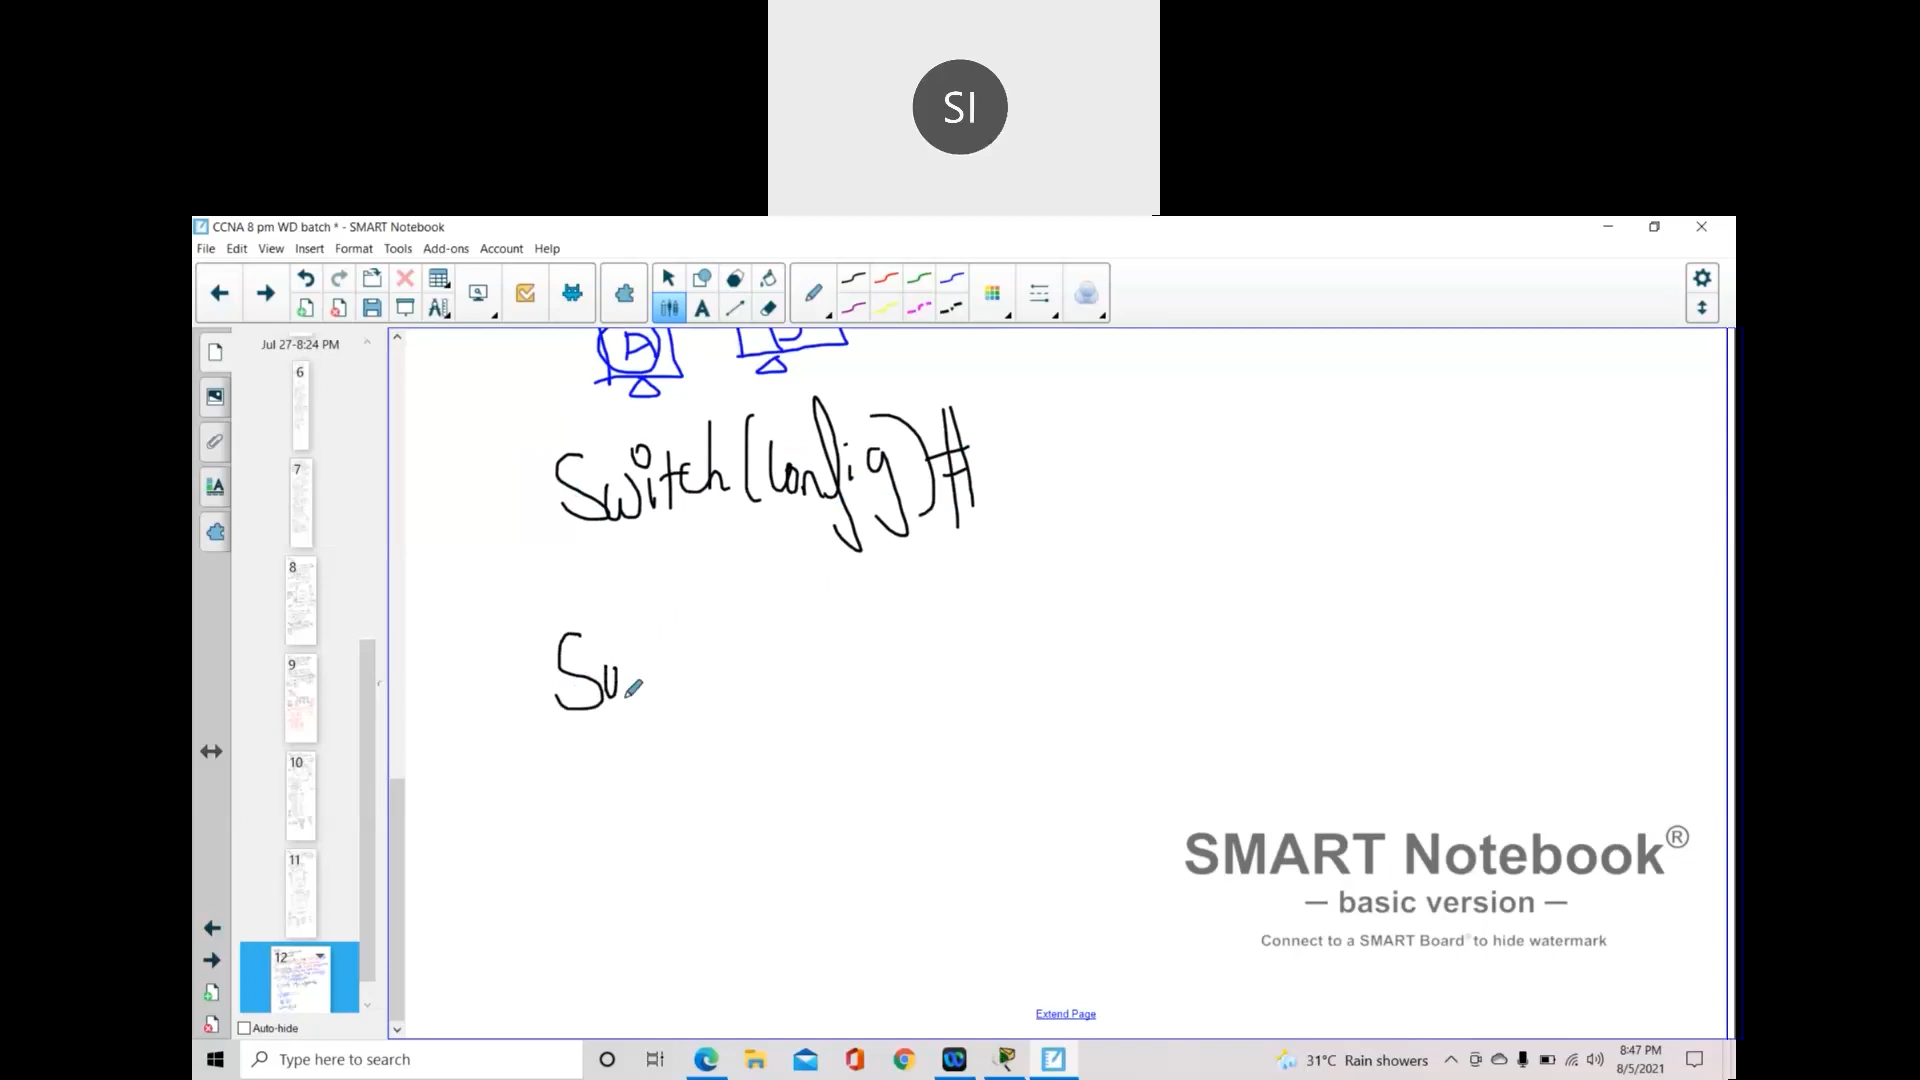 SI
CCNA 8 pm WD batch * - SMART Notebook
File Edit View Insert Format Tools Add-ons Account Help
Jul 27-8:24 PM
6
7
8
9
10
11
12
Auto-hide
D
Switch(Config)#
Su
SMART Notebook®
— basic version —
Connect to a SMART Board® to hide watermark
Extend Page
Type here to search
31°C Rain showers
8:47 PM
8/5/2021